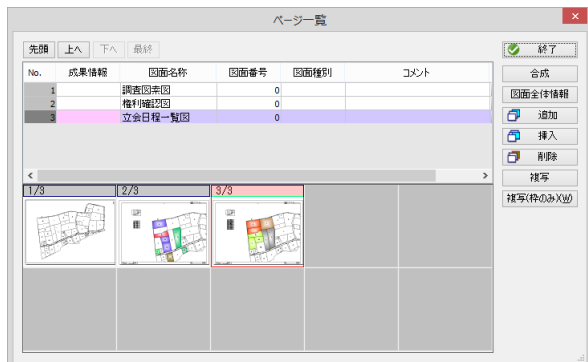 ページ一覧
×
先頭 上へ 下へ 最終
終了
No. 成果情報 図面名称 図面番号 図面種別 コメント
1 調査図素図 0
2 権利確認図 0
3 立会日程一覧図 0
合成
図面全体情報
追加
挿入
削除
複写
複写(枠のみ)(W)
1/3 2/3 3/3